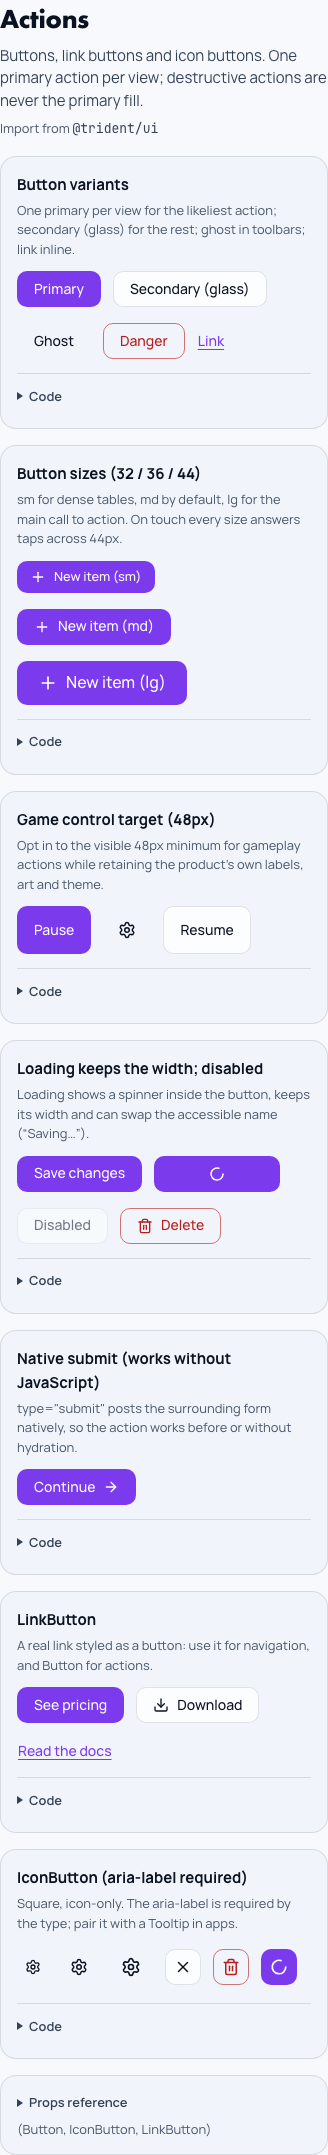 Actions
Buttons, link buttons and icon buttons. One
primary action per view; destructive actions are
never the primary fill.
Import from @trident/ui
Button variants
One primary per view for the likeliest action;
secondary (glass) for the rest; ghost in toolbars;
link inline.
Primary
Secondary (glass)
Ghost
Danger
Link
Code
Button sizes (32 / 36 / 44)
sm for dense tables, md by default, lg for the
main call to action. On touch every size answers
taps across 44px.
New item (sm)
New item (md)
New item (lg)
Code
Game control target (48px)
Opt in to the visible 48px minimum for gameplay
actions while retaining the product's own labels,
art and theme.
Pause
Resume
Code
Loading keeps the width; disabled
Loading shows a spinner inside the button, keeps
its width and can swap the accessible name
(“Saving…”).
Save changes
Disabled
Delete
Code
Native submit (works without
JavaScript)
type="submit" posts the surrounding form
natively, so the action works before or without
hydration.
Continue
Code
LinkButton
A real link styled as a button: use it for navigation,
and Button for actions.
See pricing
Download
Read the docs
Code
IconButton (aria-label required)
Square, icon-only. The aria-label is required by
the type; pair it with a Tooltip in apps.
Code
Props reference
(Button, IconButton, LinkButton)